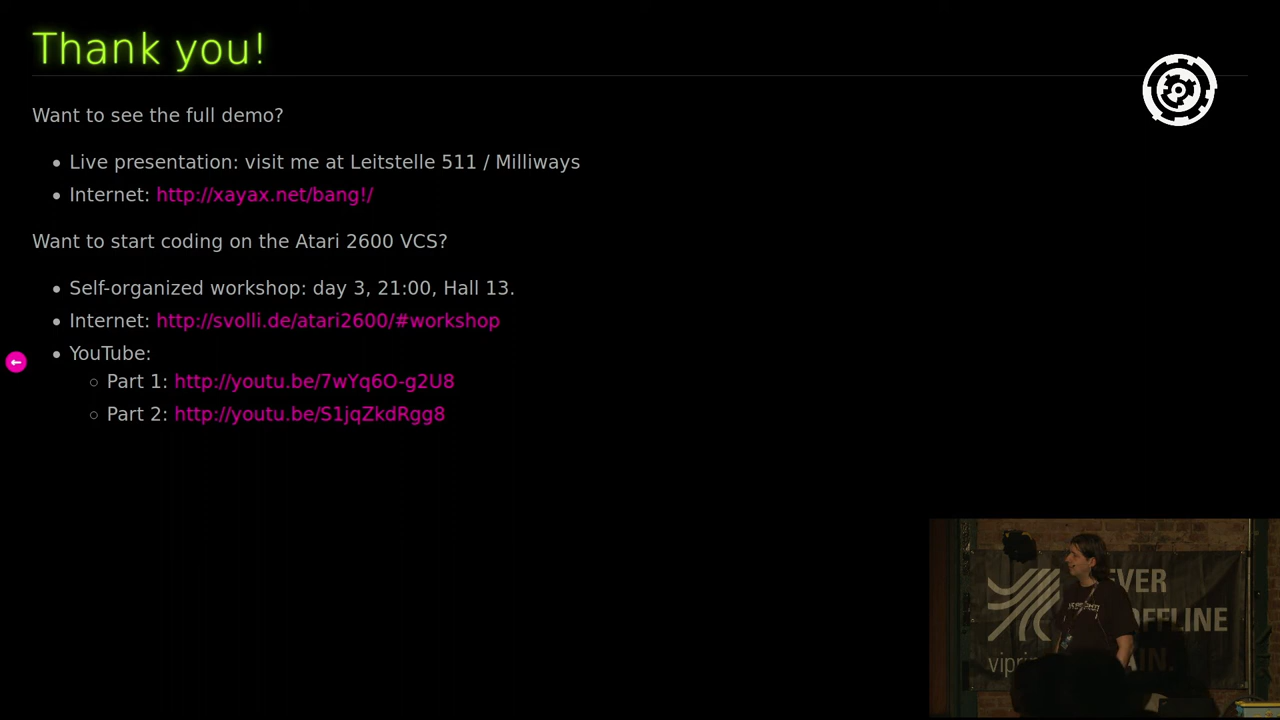 Thank you!
Want to see the full demo?
Live presentation: visit me at Leitstelle 511 / Milliways
Internet: http://xayax.net/bang!/
Want to start coding on the Atari 2600 VCS?
Self-organized workshop: day 3, 21:00, Hall 13.
Internet: http://svolli.de/atari2600/#workshop
YouTube:
Part 1: http://youtu.be/7wYq6O-g2U8
Part 2: http://youtu.be/S1jqZkdRgg8
EVER
OFFLINE
AIN.